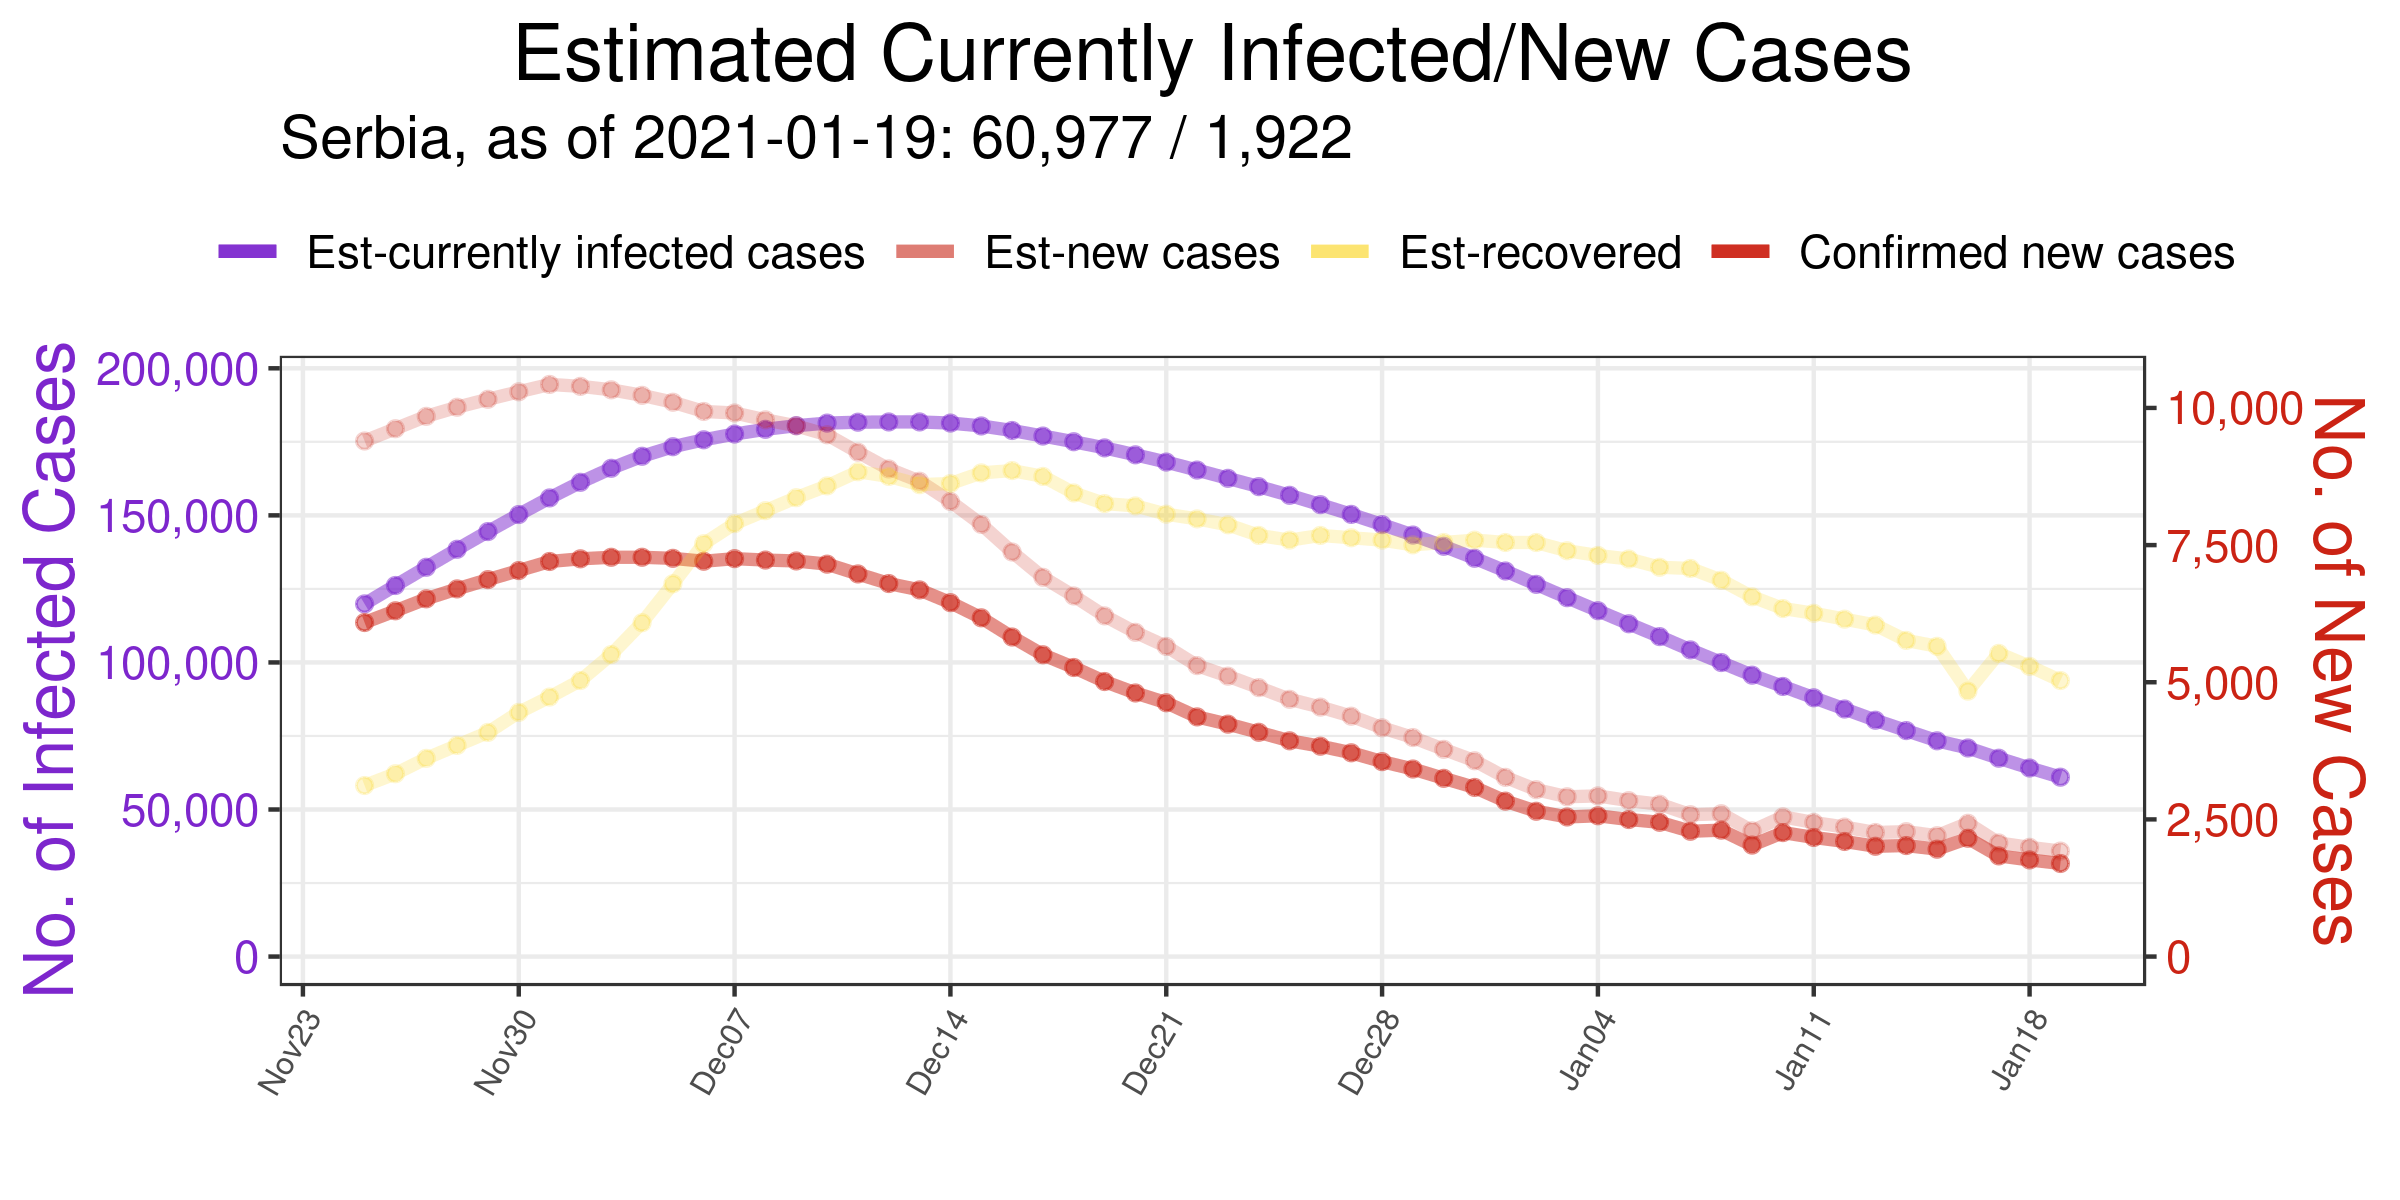 Estimated Currently Infected/New Cases
Serbia, as of 2021-01-19: 60,977 / 1,922
Est-currently infected cases Est-new cases Est-recovered Confirmed new cases
No. of Infected Cases
200,000
150,000
100,000
50,000
0
10,000
7,500
5,000
2,500
0
No. of New Cases
Nov23 Nov30 Dec07 Dec14 Dec21 Dec28 Jan04 Jan11 Jan18